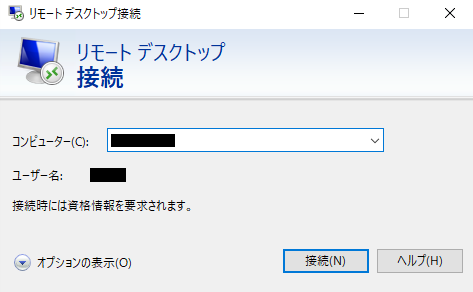 リモート デスクトップ接続
リモート デスクトップ
接続
コンピューター(C):
ユーザー名:
接続時には資格情報を要求されます。
オプションの表示(O)
接続(N)
ヘルプ(H)